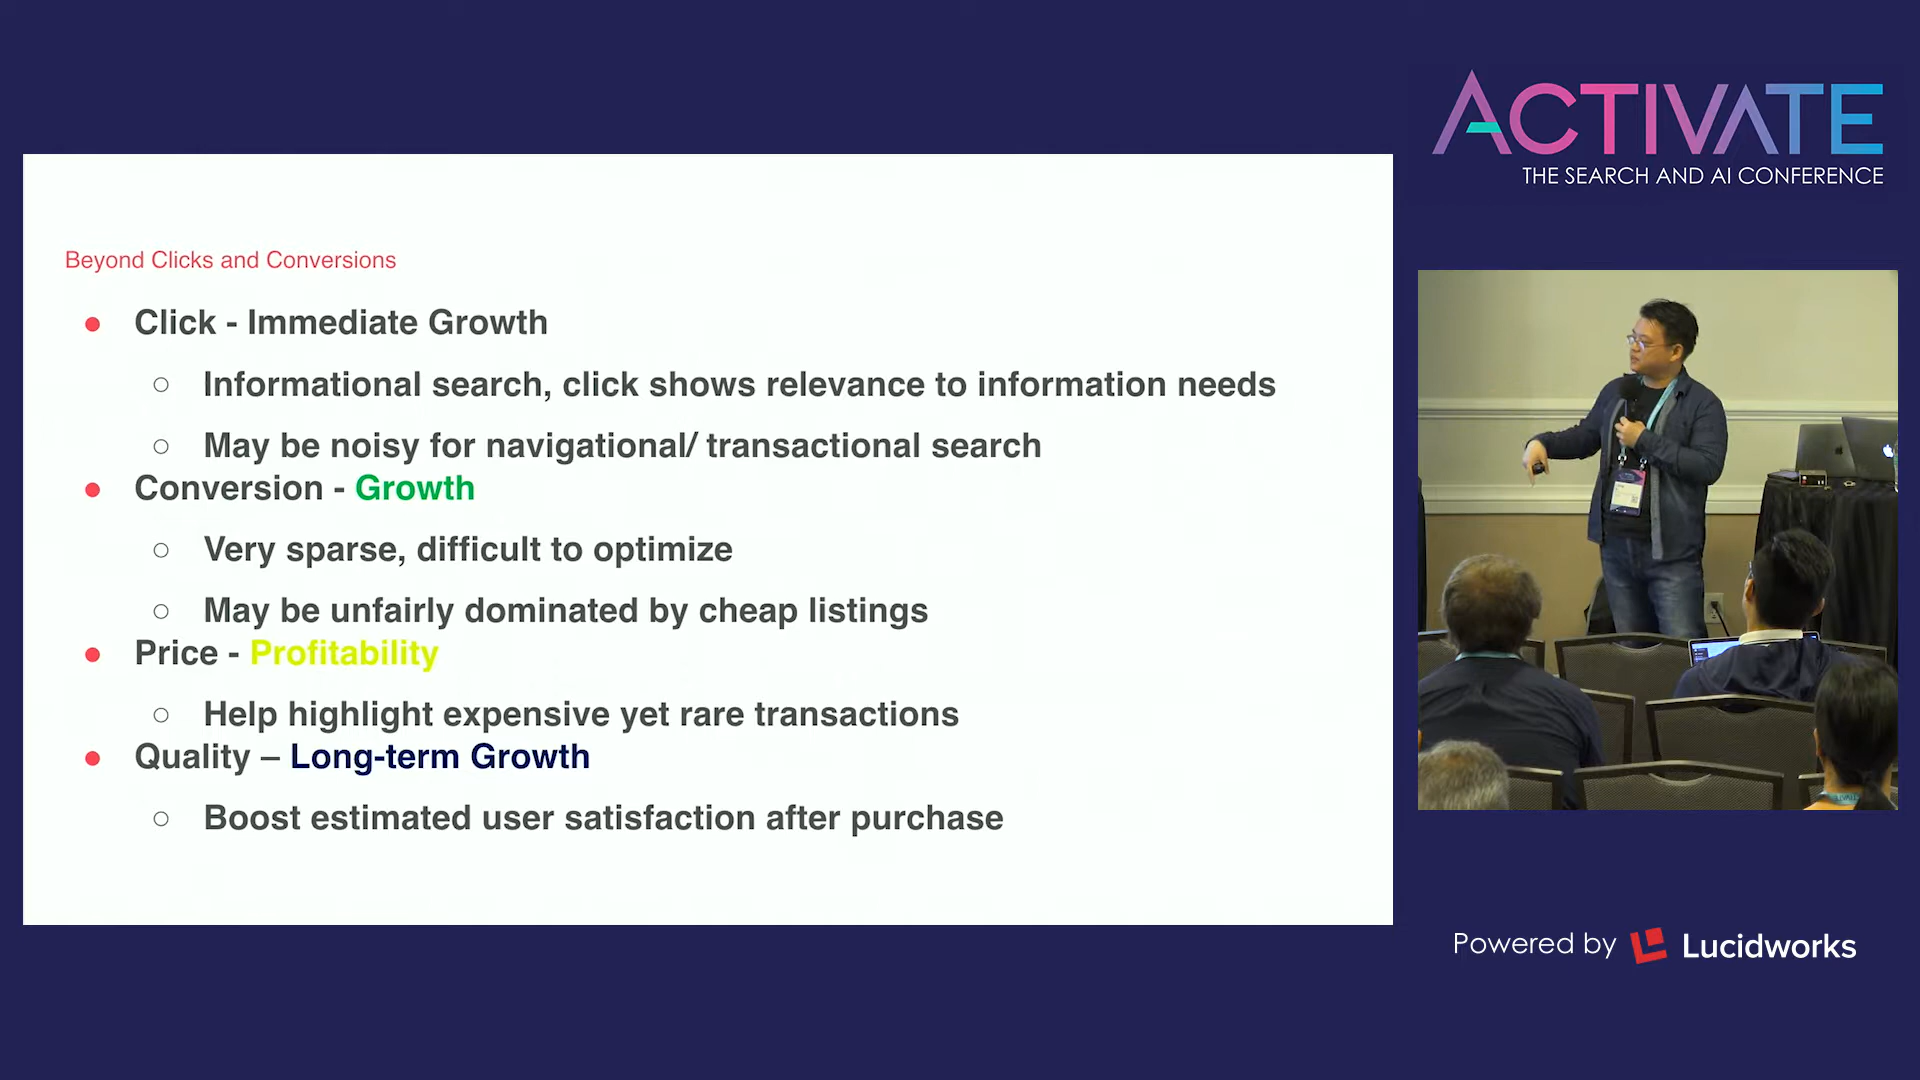 ACTIVATE
THE SEARCH AND AI CONFERENCE
Beyond Clicks and Conversions
● Click - Immediate Growth
○ Informational search, click shows relevance to information needs
○ May be noisy for navigational/ transactional search
● Conversion - Growth
○ Very sparse, difficult to optimize
○ May be unfairly dominated by cheap listings
● Price - Profitability
○ Help highlight expensive yet rare transactions
● Quality – Long-term Growth
○ Boost estimated user satisfaction after purchase
Powered by Lucidworks